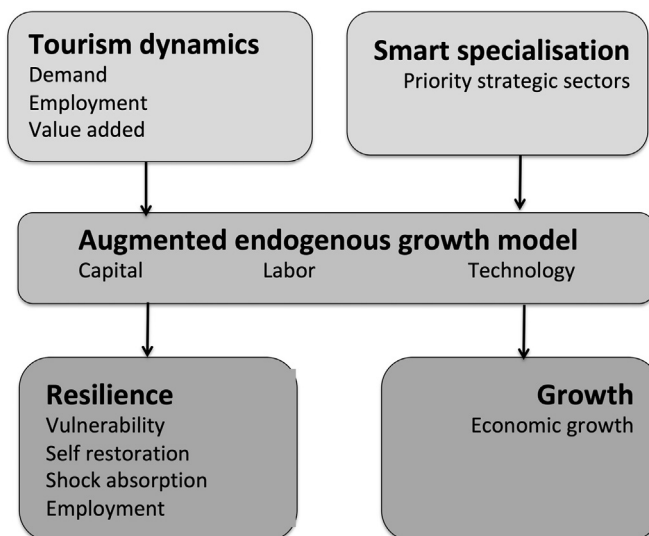 Tourism dynamics
Demand
Employment
Value added
Smart specialisation
Priority strategic sectors
Augmented endogenous growth model
Capital Labor Technology
Resilience
Vulnerability
Self restoration
Shock absorption
Employment
Growth
Economic growth